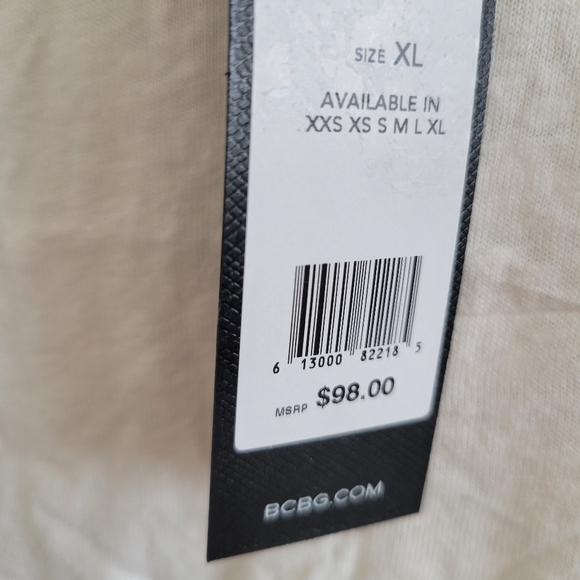 SIZE XL
AVAILABLE IN
XXS XS S M L XL
6 13000 82218 5
MSRP $98.00
BCBG.COM